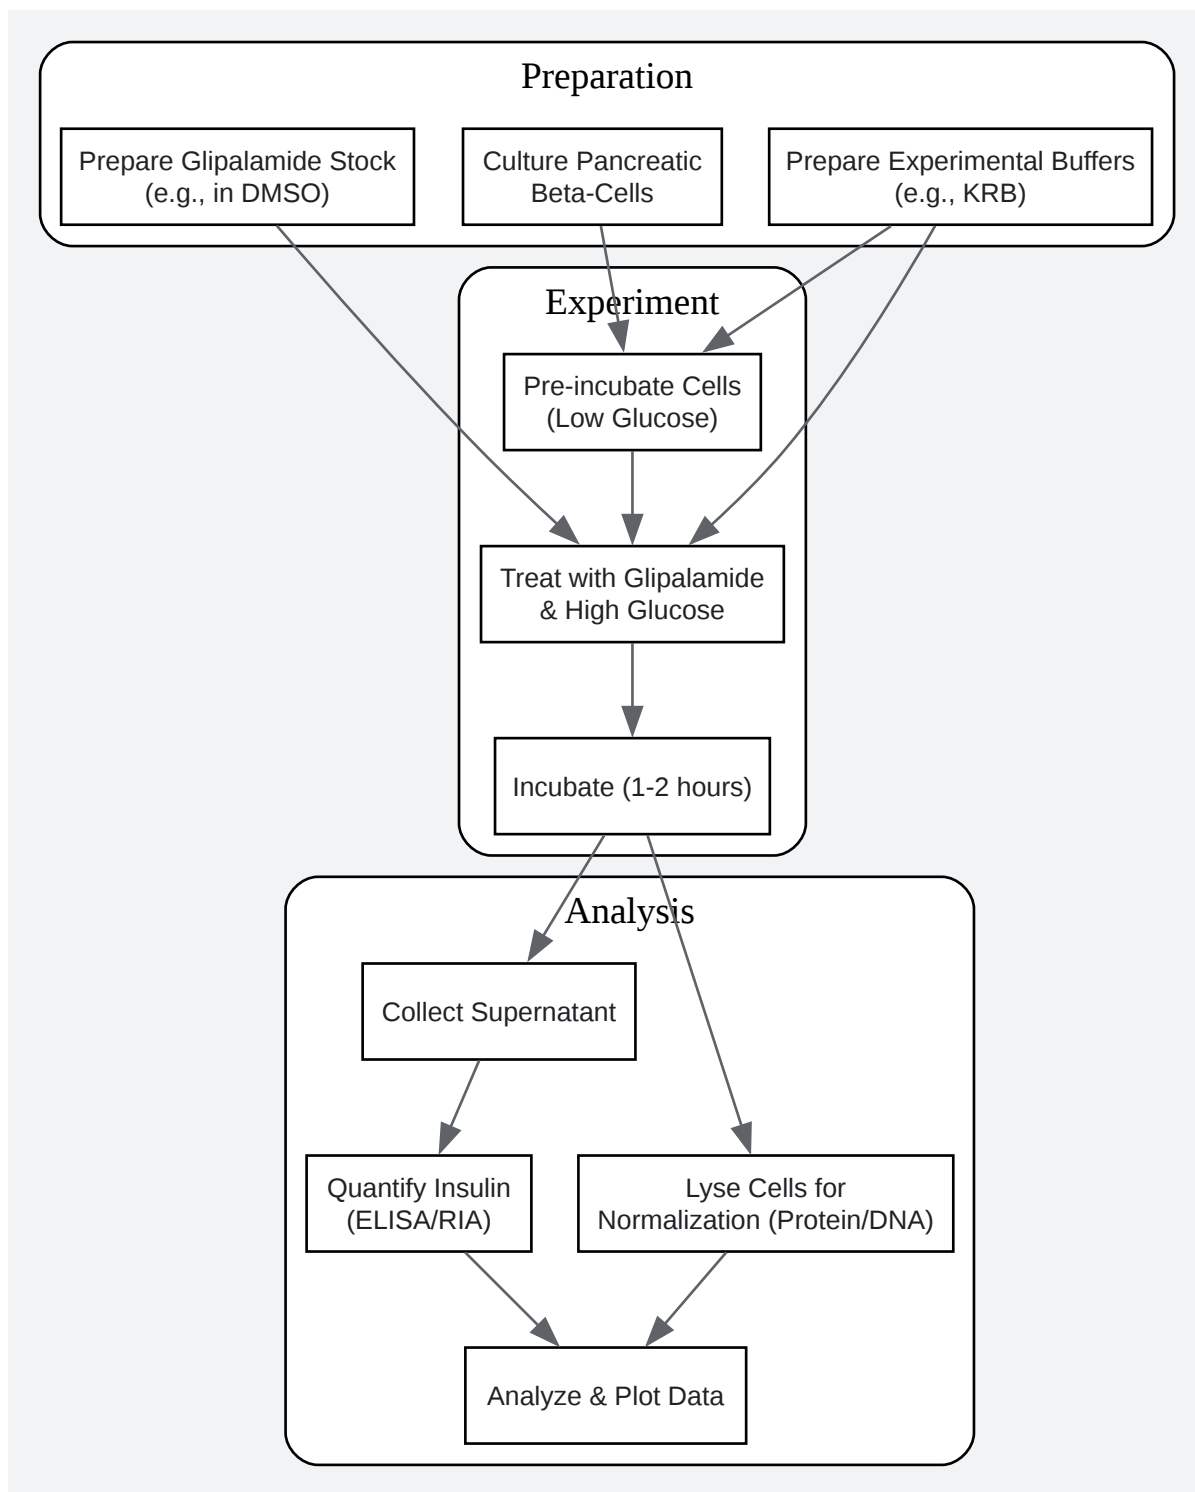 Preparation
Prepare Glipalamide Stock
(e.g., in DMSO)
Culture Pancreatic
Beta-Cells
Prepare Experimental Buffers
(e.g., KRB)
Experiment
Pre-incubate Cells
(Low Glucose)
Treat with Glipalamide
& High Glucose
Incubate (1-2 hours)
Analysis
Collect Supernatant
Quantify Insulin
(ELISA/RIA)
Lyse Cells for
Normalization (Protein/DNA)
Analyze & Plot Data